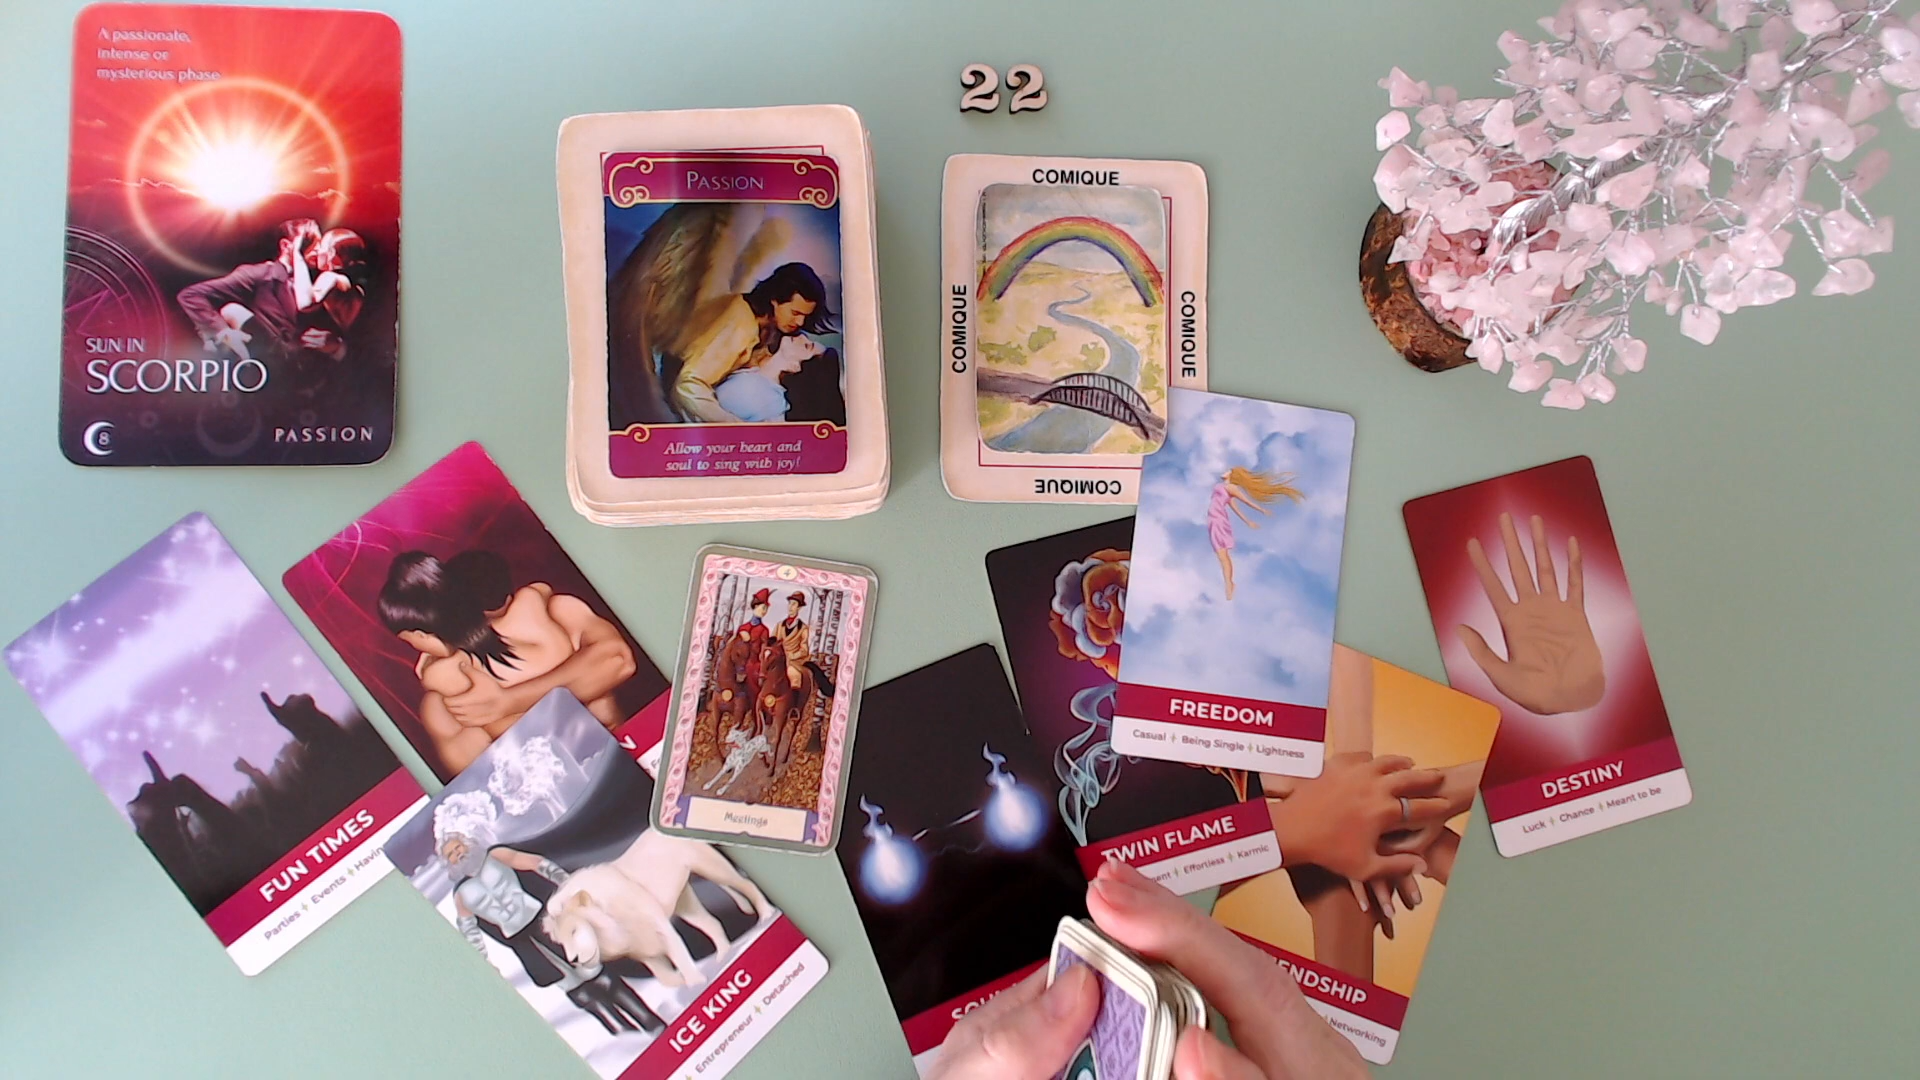 A passionate,
intense or
mysterious phase
SUN IN
SCORPIO
8
PASSION
PASSION
Allow your heart and
soul to sing with joy!
22
COMIQUE
COMIQUE
COMIQUE
COMIQUE
FREEDOM
Casual Being Single Lightness
DESTINY
Luck Chance Meant to be
4
Meetings
TWIN FLAME
Effortless Karmic
FUN TIMES
Parties Events
ICE KING
Entrepreneur Detached
Networking